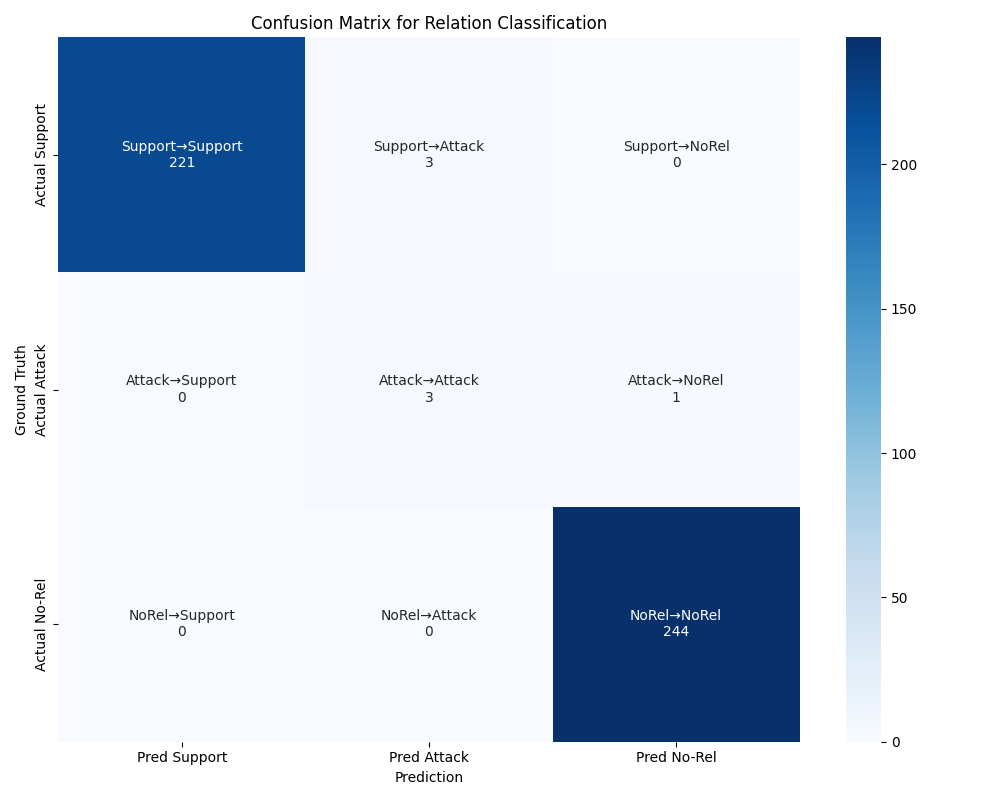 Confusion Matrix for Relation Classification
Ground Truth
Actual Support
Actual Attack
Actual No-Rel
Support→Support
221
Support→Attack
3
Support→NoRel
0
Attack→Support
0
Attack→Attack
3
Attack→NoRel
1
NoRel→Support
0
NoRel→Attack
0
NoRel→NoRel
244
Pred Support
Pred Attack
Pred No-Rel
Prediction
200
150
100
50
0